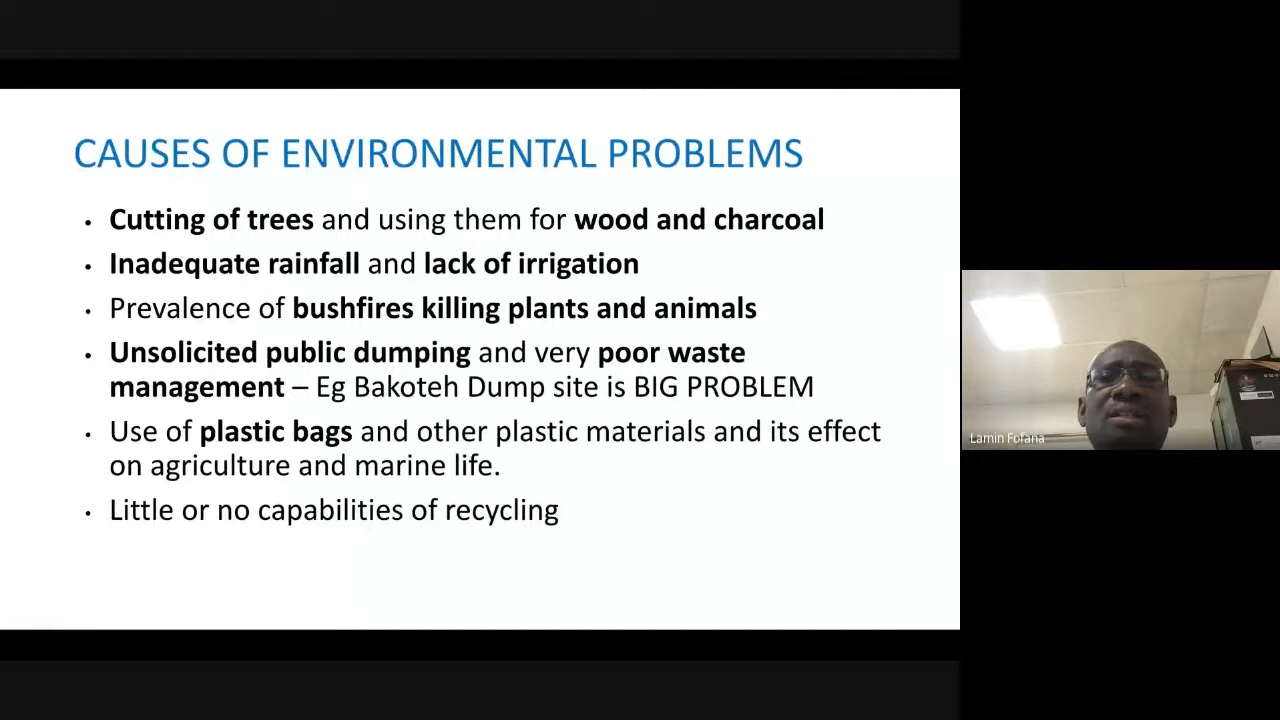 CAUSES OF ENVIRONMENTAL PROBLEMS
• Cutting of trees and using them for wood and charcoal
• Inadequate rainfall and lack of irrigation
• Prevalence of bushfires killing plants and animals
• Unsolicited public dumping and very poor waste
management – Eg Bakoteh Dump site is BIG PROBLEM
• Use of plastic bags and other plastic materials and its effect
on agriculture and marine life.
• Little or no capabilities of recycling
Lamin Fofana